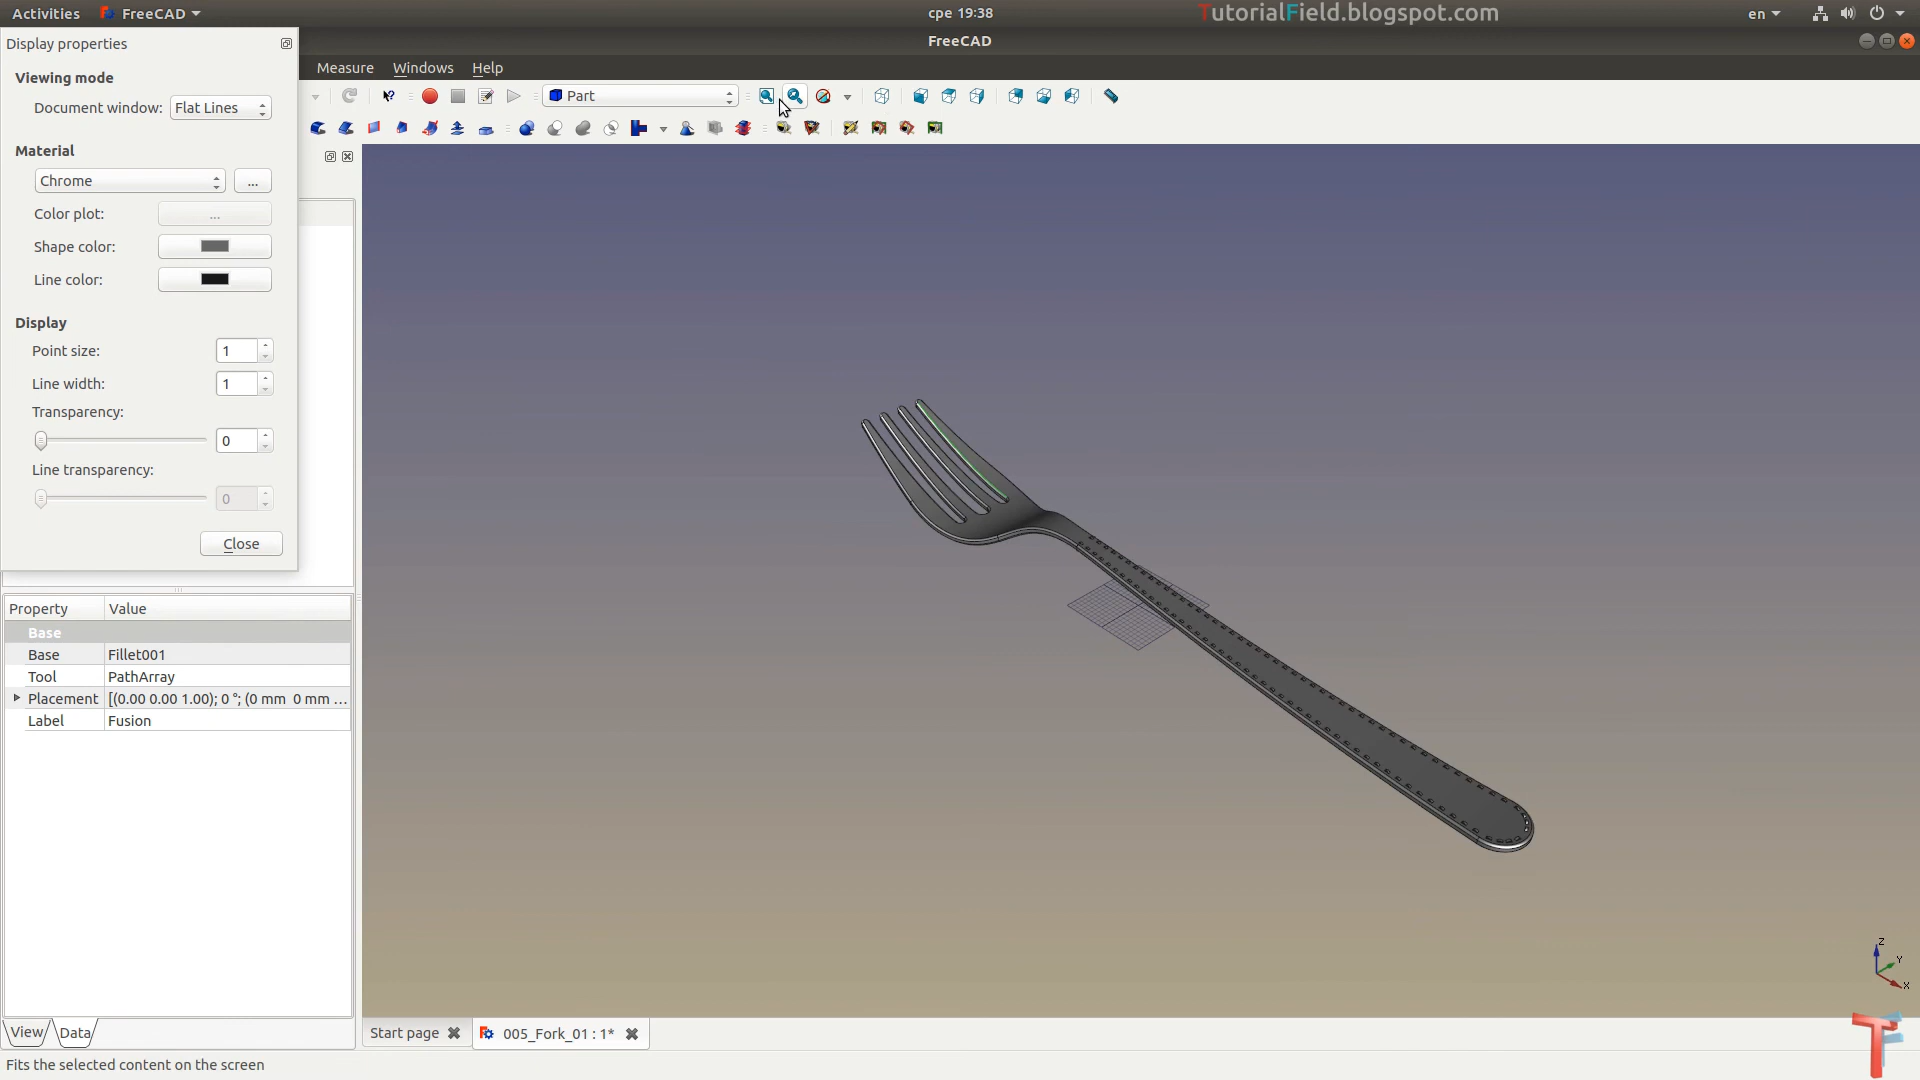 Activities FreeCAD сре 19:38 TutorialField.blogspot.com en
FreeCAD
Display properties
Measure Windows Help
Viewing mode
Document window: Flat Lines
Part
Material
Chrome ...
Color plot: ...
Shape color:
Line color:
Display
Point size: 1
Line width: 1
Transparency:
0
Line transparency:
0
Close
Property Value
Base
Base Fillet001
Tool PathArray
Placement [(0.00 0.00 1.00); 0 °; (0 mm 0 mm ...
Label Fusion
Z
Y
X
View Data
Start page 005_Fork_01 : 1*
Fits the selected content on the screen
TF